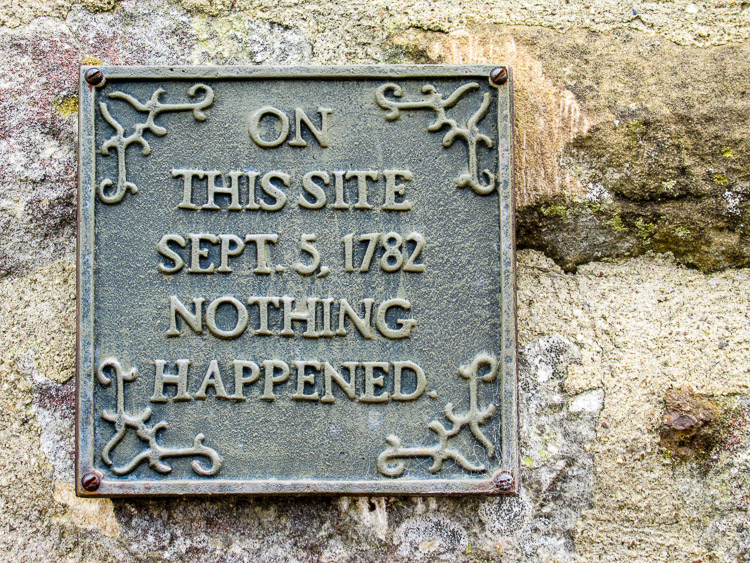 ON
THIS SITE
SEPT. 5, 1782
NOTHING
HAPPENED.